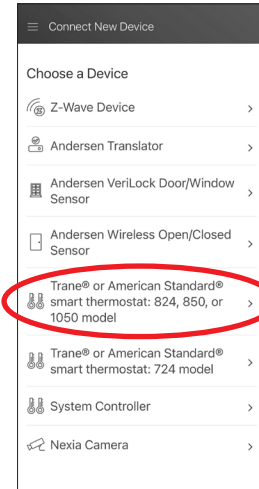 Connect New Device
Choose a Device
Z-Wave Device
Andersen Translator
Andersen VeriLock Door/Window
Sensor
Andersen Wireless Open/Closed
Sensor
Trane® or American Standard®
smart thermostat: 824, 850, or
1050 model
Trane® or American Standard®
smart thermostat: 724 model
System Controller
Nexia Camera